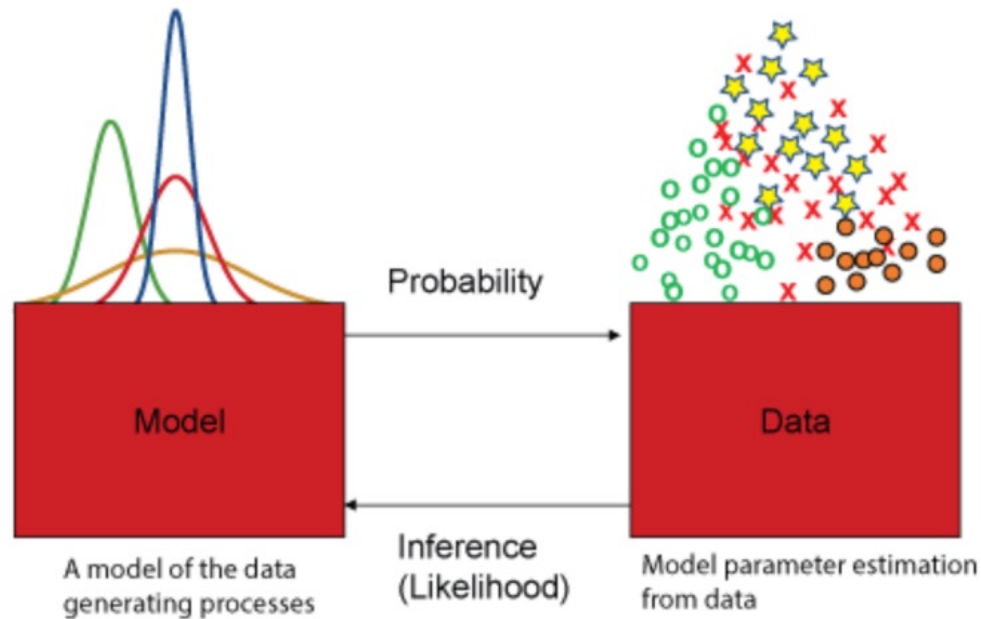 Probability
Model
Data
Inference
(Likelihood)
A model of the data
generating processes
Model parameter estimation
from data